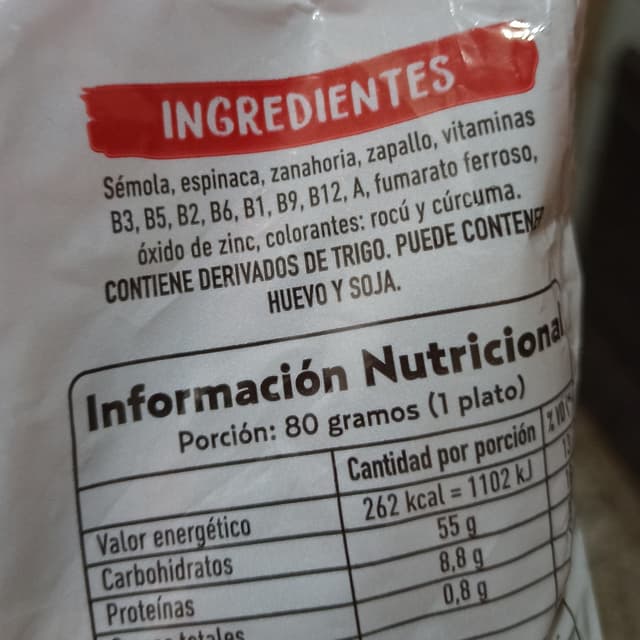 INGREDIENTES
Sémola, espinaca, zanahoria, zapallo, vitaminas
B3, B5, B2, B6, B1, B9, B12, A, fumarato ferroso,
óxido de zinc, colorantes: rocú y cúrcuma.
CONTIENE DERIVADOS DE TRIGO. PUEDE CONTENER
HUEVO Y SOJA.
Información Nutricional
Porción: 80 gramos (1 plato)
Cantidad por porción
Valor energético 262 kcal = 1102 kJ
Carbohidratos 55 g
Proteínas 8,8 g
totales 0,8 g